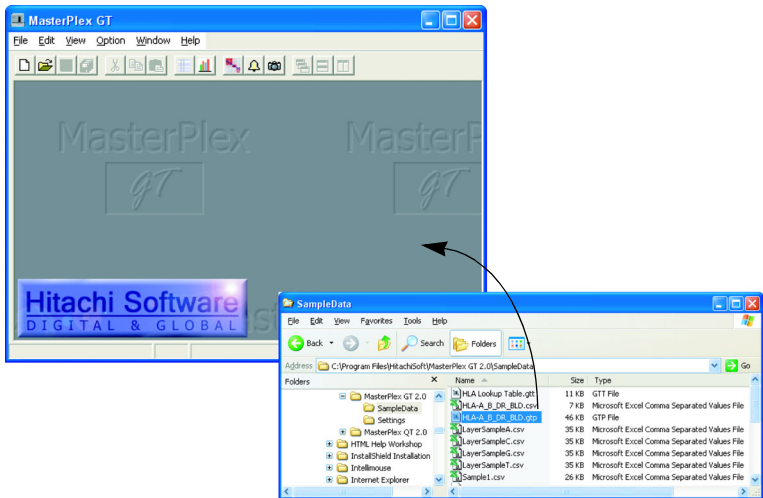 MasterPlex GT
File Edit View Option Window Help
MasterPlex MasterP
GT GT
Hitachi Software
DIGITAL & GLOBAL
SampleData
File Edit View Favorites Tools Help
Back Search Folders
Address C:\Program Files\HitachiSoft\MasterPlex GT 2.0\SampleData Go
Folders Name Size Type
MasterPlex GT 2.0
SampleData
Settings
MasterPlex QT 2.0
HTML Help Workshop
InstallShield Installation
Intellimouse
Internet Explorer
HLA Lookup Table.gtt 11 KB GTT File
HLA-A_B_DR_BLD.csv 7 KB Microsoft Excel Comma Separated Values File
HLA-A_B_DR_BLD.gtp 46 KB GTP File
LayerSampleA.csv 35 KB Microsoft Excel Comma Separated Values File
LayerSampleC.csv 35 KB Microsoft Excel Comma Separated Values File
LayerSampleG.csv 35 KB Microsoft Excel Comma Separated Values File
LayerSampleT.csv 35 KB Microsoft Excel Comma Separated Values File
Sample1.csv 26 KB Microsoft Excel Comma Separated Values File